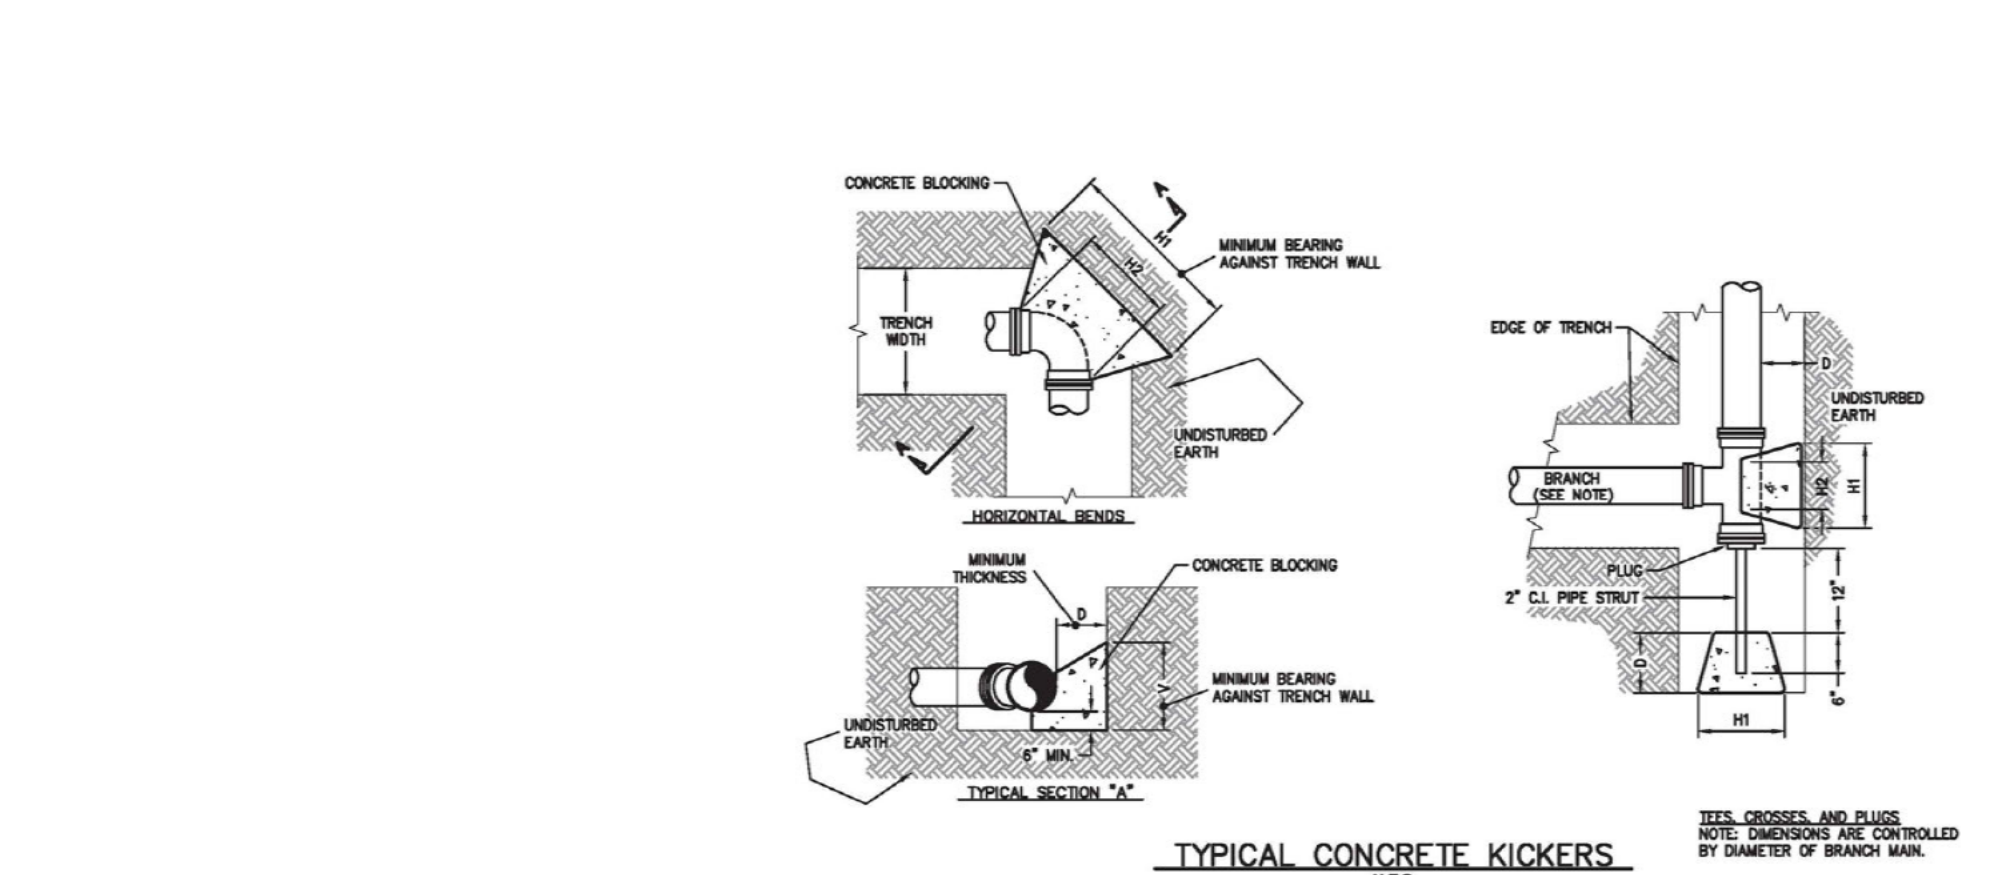 CONCRETE BLOCKING
A
H1
H2
MINIMUM BEARING
AGAINST TRENCH WALL
TRENCH
WIDTH
A
UNDISTURBED
EARTH
HORIZONTAL BENDS
MINIMUM
THICKNESS
D
CONCRETE BLOCKING
V
MINIMUM BEARING
AGAINST TRENCH WALL
UNDISTURBED
EARTH
6" MIN.
TYPICAL SECTION "A"
EDGE OF TRENCH
D
UNDISTURBED
EARTH
BRANCH
(SEE NOTE)
H2
H1
PLUG
2" C.I. PIPE STRUT
12"
D
6"
H1
TEES, CROSSES, AND PLUGS
NOTE: DIMENSIONS ARE CONTROLLED
BY DIAMETER OF BRANCH MAIN.
TYPICAL CONCRETE KICKERS